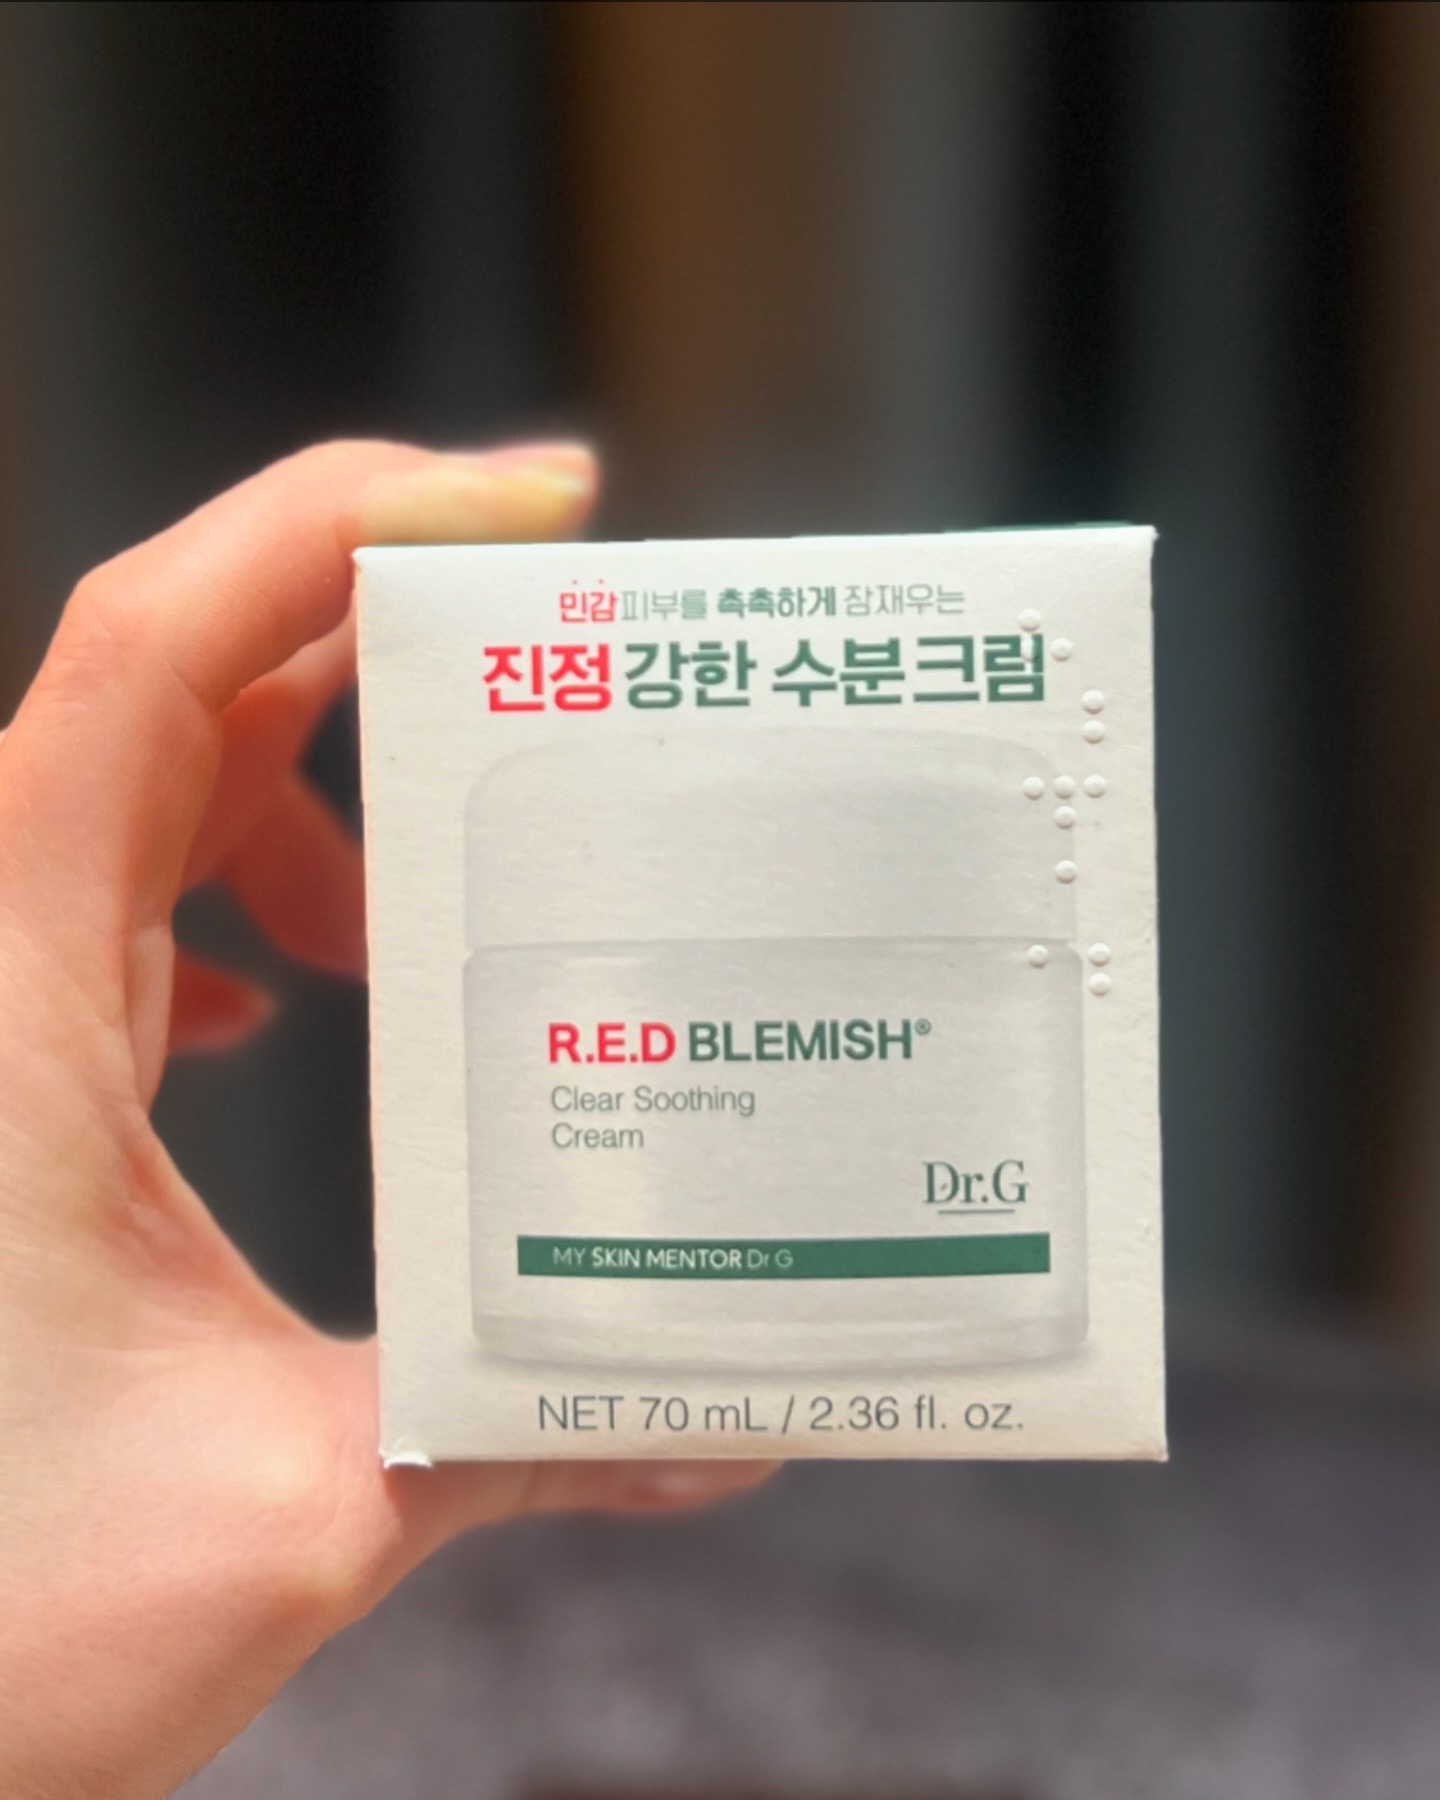 민감피부를 촉촉하게 잠재우는
진정 강한 수분크림
R.E.D BLEMISH®
Clear Soothing
Cream
Dr.G
MY SKIN MENTOR Dr G
NET 70 mL / 2.36 fl. oz.